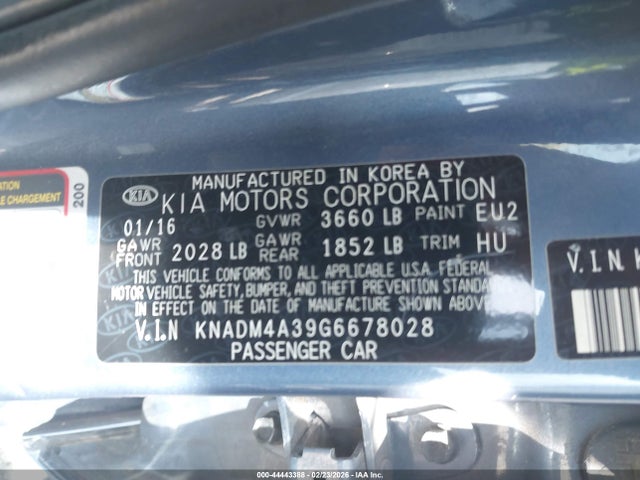 MANUFACTURED IN KOREA BY
KIA KIA MOTORS CORPORATION
01/16 GVWR 3660 LB PAINT EU2
GAWR FRONT 2028 LB GAWR REAR 1852 LB TRIM HU
THIS VEHICLE CONFORMS TO ALL APPLICABLE U.S.A. FEDERAL
MOTOR VEHICLE SAFETY, BUMPER, AND THEFT PREVENTION STANDARDS
IN EFFECT ON THE DATE OF MANUFACTURE SHOWN ABOVE.
V.I.N KNADM4A39G6678028
PASSENGER CAR
V.I.N.K
E CHARGEMENT
200
000-44443388 - 02/23/2026 - IAA Inc.